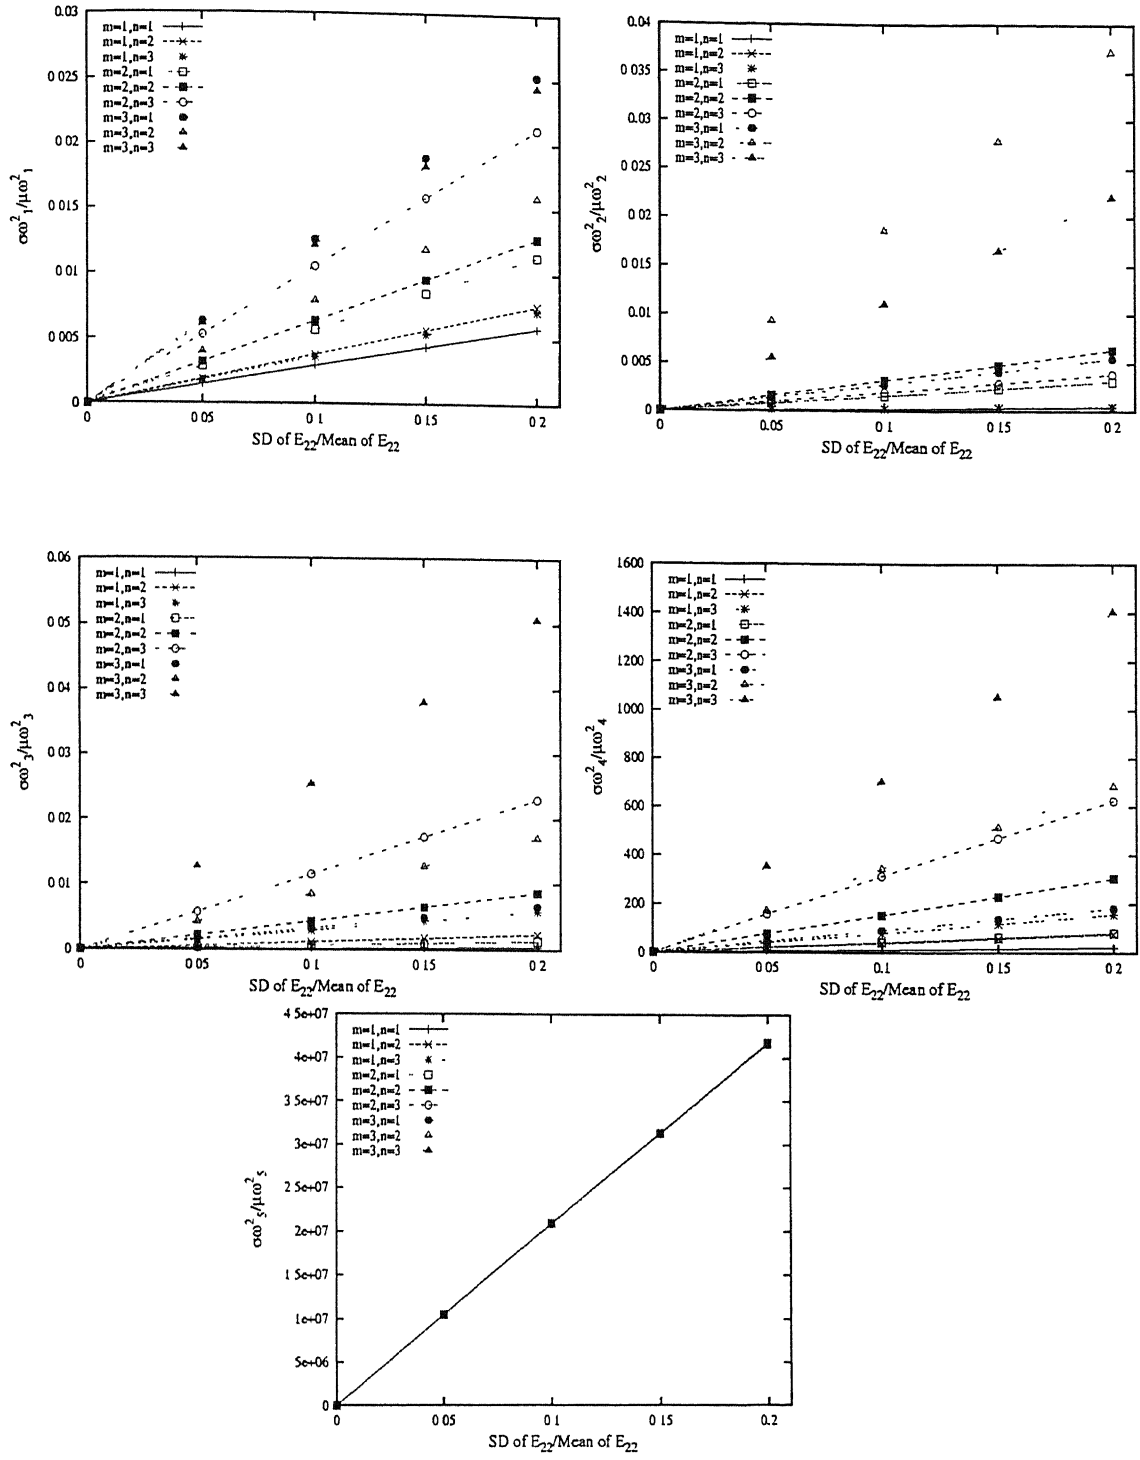 0.03
0.025
0.02
0 015
0 01
0.005
0
m=1,n=1
m=1,n=2
m=1,n=3
m=2,n=1
m=2,n=2
m=2,n=3
m=3,n=1
m=3,n=2
m=3,n=3
σω²₁/μω²₁
0 0.05 0.1 0.15 0 2
SD of E₂₂/Mean of E₂₂
0.04
0.035
0.03
0.025
0.02
0 015
0.01
0.005
0
m=1,n=1
m=1,n=2
m=1,n=3
m=2,n=1
m=2,n=2
m=2,n=3
m=3,n=1
m=3,n=2
m=3,n=3
σω²₂/μω²₂
0 0.05 0.1 0.15 0 2
SD of E₂₂/Mean of E₂₂
0.06
0.05
0.04
0 03
0.02
0 01
0
m=1,n=1
m=1,n=2
m=1,n=3
m=2,n=1
m=2,n=2
m=2,n=3
m=3,n=1
m=3,n=2
m=3,n=3
σω²₃/μω²₃
0 0 05 0.1 0.15 0.2
SD of E₂₂/Mean of E₂₂
1600
1400
1200
1000
800
600
400
200
0
m=1,n=1
m=1,n=2
m=1,n=3
m=2,n=1
m=2,n=2
m=2,n=3
m=3,n=1
m=3,n=2
m=3,n=3
σω²₄/μω²₄
0 0 05 0.1 0 15 0.2
SD of E₂₂/Mean of E₂₂
4 5e+07
4e+07
3 5e+07
3e+07
2 5e+07
2e+07
1 5e+07
1e+07
5e+06
0
m=1,n=1
m=1,n=2
m=1,n=3
m=2,n=1
m=2,n=2
m=2,n=3
m=3,n=1
m=3,n=2
m=3,n=3
σω²₅/μω²₅
0 0 05 0 1 0 15 0.2
SD of E₂₂/Mean of E₂₂